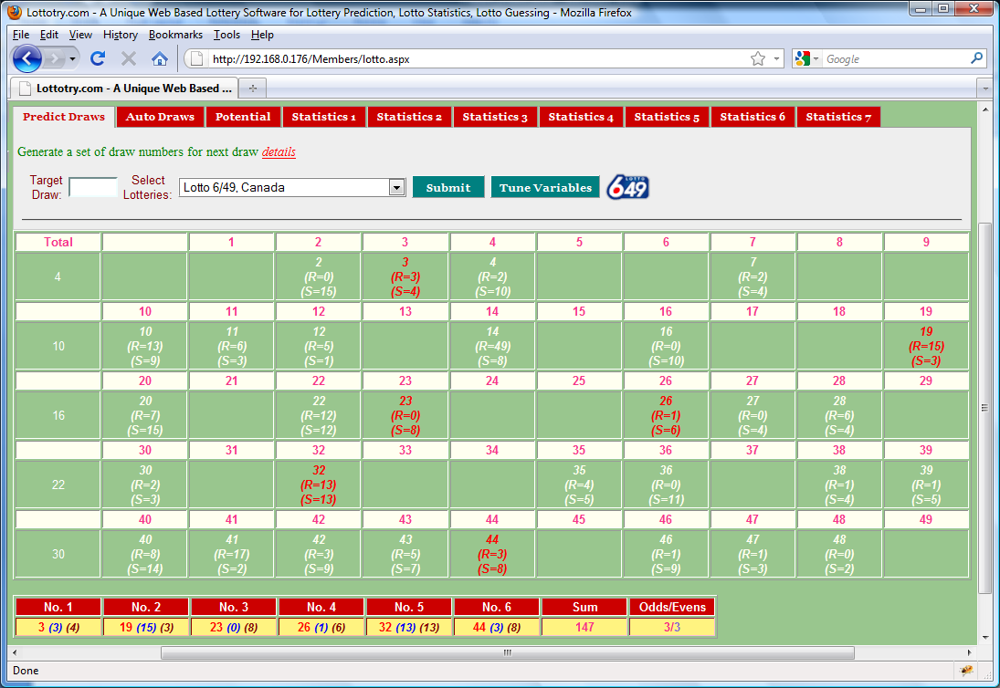 Lottotry.com - A Unique Web Based Lottery Software for Lottery Prediction, Lotto Statistics, Lotto Guessing - Mozilla Firefox
File Edit View History Bookmarks Tools Help
http://192.168.0.176/Members/lotto.aspx Google
Lottotry.com - A Unique Web Based ...
Predict Draws Auto Draws Potential Statistics 1 Statistics 2 Statistics 3 Statistics 4 Statistics 5 Statistics 6 Statistics 7
Generate a set of draw numbers for next draw details
Target Draw: Select Lotteries: Lotto 6/49, Canada Submit Tune Variables LOTTO 649
Total 1 2 3 4 5 6 7 8 9
2 3 4 7
4 (R=0) (R=3) (R=2) (R=2)
(S=15) (S=4) (S=10) (S=4)
10 11 12 13 14 15 16 17 18 19
10 11 12 14 16 19
10 (R=13) (R=6) (R=5) (R=49) (R=0) (R=15)
(S=9) (S=3) (S=1) (S=8) (S=10) (S=3)
20 21 22 23 24 25 26 27 28 29
20 22 23 26 27 28
16 (R=7) (R=12) (R=0) (R=1) (R=0) (R=6)
(S=15) (S=12) (S=8) (S=6) (S=4) (S=4)
30 31 32 33 34 35 36 37 38 39
30 32 35 36 38 39
22 (R=2) (R=13) (R=4) (R=0) (R=1) (R=1)
(S=3) (S=13) (S=5) (S=11) (S=4) (S=5)
40 41 42 43 44 45 46 47 48 49
40 41 42 43 44 46 47 48
30 (R=8) (R=17) (R=3) (R=5) (R=3) (R=1) (R=1) (R=0)
(S=14) (S=2) (S=9) (S=7) (S=8) (S=9) (S=3) (S=2)
No. 1 No. 2 No. 3 No. 4 No. 5 No. 6 Sum Odds/Evens
3 (3) (4) 19 (15) (3) 23 (0) (8) 26 (1) (6) 32 (13) (13) 44 (3) (8) 147 3/3
Done